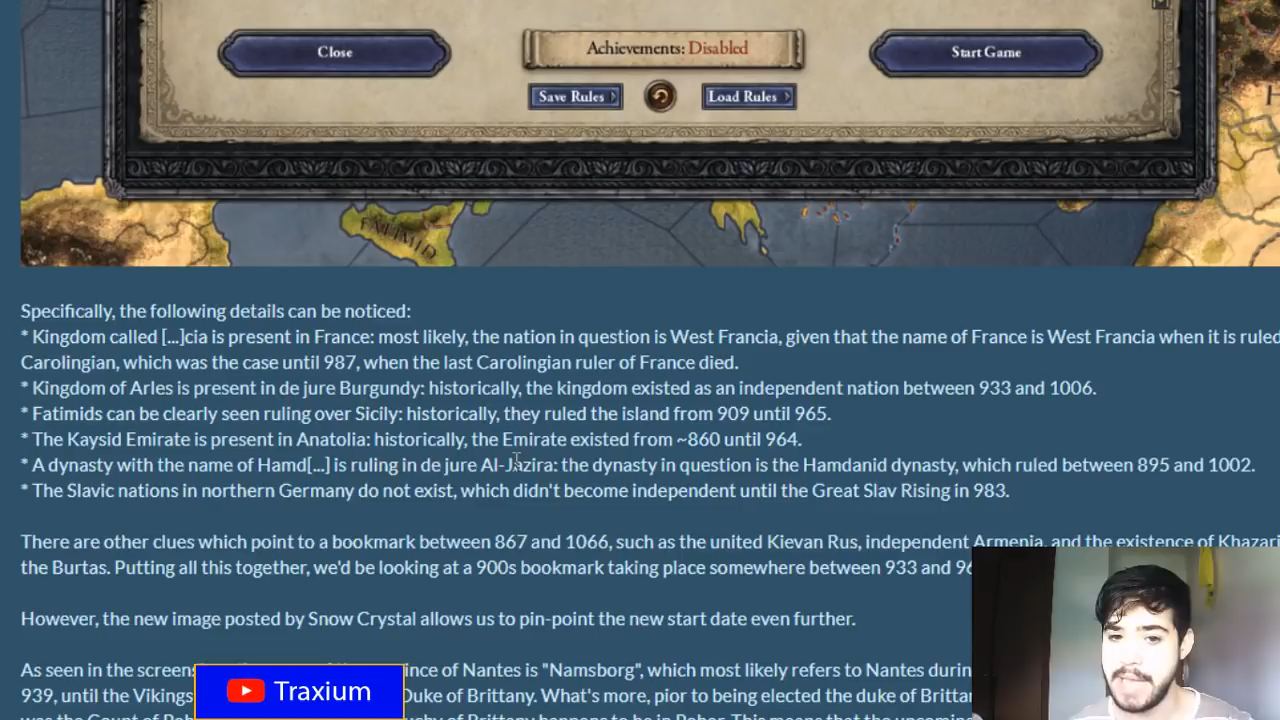 Close
Achievements: Disabled
Start Game
Save Rules
Load Rules
Specifically, the following details can be noticed:
* Kingdom called [...]cia is present in France: most likely, the nation in question is West Francia, given that the name of France is West Francia when it is ruled
Carolingian, which was the case until 987, when the last Carolingian ruler of France died.
* Kingdom of Arles is present in de jure Burgundy: historically, the kingdom existed as an independent nation between 933 and 1006.
* Fatimids can be clearly seen ruling over Sicily: historically, they ruled the island from 909 until 965.
* The Kaysid Emirate is present in Anatolia: historically, the Emirate existed from ~860 until 964.
* A dynasty with the name of Hamd[...] is ruling in de jure Al-Jazira: the dynasty in question is the Hamdanid dynasty, which ruled between 895 and 1002.
* The Slavic nations in northern Germany do not exist, which didn't become independent until the Great Slav Rising in 983.
There are other clues which point to a bookmark between 867 and 1066, such as the united Kievan Rus, independent Armenia, and the existence of
the Burtas. Putting all this together, we'd be looking at a 900s bookmark taking place somewhere between 933 and
However, the new image posted by Snow Crystal allows us to pin-point the new start date even further.
As seen in the of Nantes is "Namsborg", which most likely refers to Nantes
939, until the Vikings Duke of Brittany. What's more, pior to being elected the duke of
Traxium